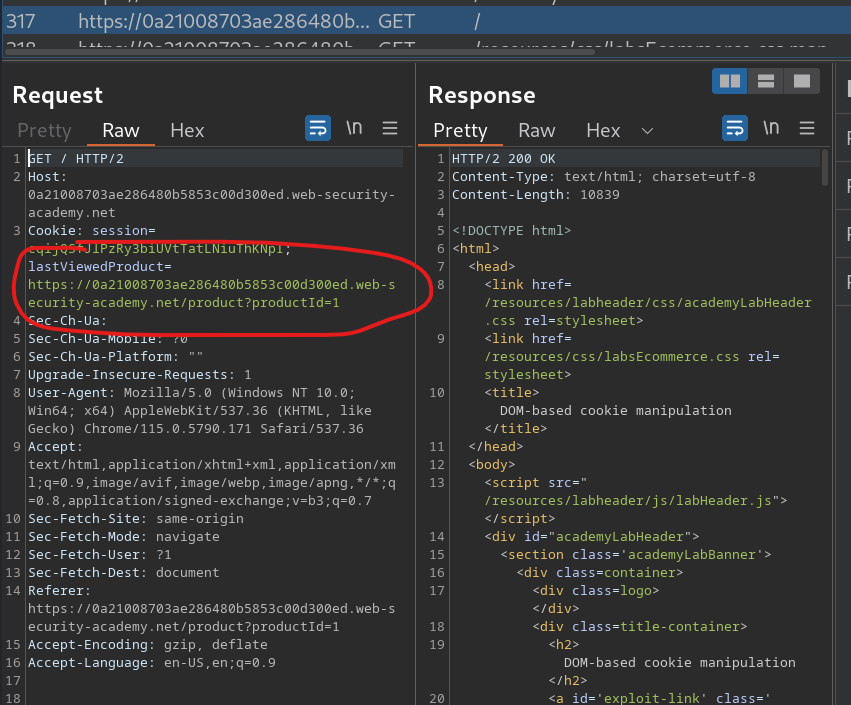 317 https://0a21008703ae286480b... GET /
Request
Response
Pretty Raw Hex \n
Pretty Raw Hex \n
1 GET / HTTP/2
2 Host:
0a21008703ae286480b5853c00d300ed.web-security-
academy.net
3 Cookie: session=
lastViewedProduct=
https://0a21008703ae286480b5853c00d300ed.web-s
ecurity-academy.net/product?productId=1
4 Sec-Ch-Ua:
5 Sec-Ch-Ua-Mobile: ?0
6 Sec-Ch-Ua-Platform: ""
7 Upgrade-Insecure-Requests: 1
8 User-Agent: Mozilla/5.0 (Windows NT 10.0;
Win64; x64) AppleWebKit/537.36 (KHTML, like
Gecko) Chrome/115.0.5790.171 Safari/537.36
9 Accept:
text/html,application/xhtml+xml,application/xm
l;q=0.9,image/avif,image/webp,image/apng,*/*;q
=0.8,application/signed-exchange;v=b3;q=0.7
10 Sec-Fetch-Site: same-origin
11 Sec-Fetch-Mode: navigate
12 Sec-Fetch-User: ?1
13 Sec-Fetch-Dest: document
14 Referer:
https://0a21008703ae286480b5853c00d300ed.web-s
ecurity-academy.net/product?productId=1
15 Accept-Encoding: gzip, deflate
16 Accept-Language: en-US,en;q=0.9
17
18
1 HTTP/2 200 OK
2 Content-Type: text/html; charset=utf-8
3 Content-Length: 10839
4
5 <!DOCTYPE html>
6 <html>
7 <head>
8 <link href=
/resources/labheader/css/academyLabHeader
.css rel=stylesheet>
9 <link href=
/resources/css/labsEcommerce.css rel=
stylesheet>
10 <title>
DOM-based cookie manipulation
</title>
11 </head>
12 <body>
13 <script src="
/resources/labheader/js/labHeader.js">
</script>
14 <div id="academyLabHeader">
15 <section class='academyLabBanner'>
16 <div class=container>
17 <div class=logo>
</div>
18 <div class=title-container>
19 <h2>
DOM-based cookie manipulation
</h2>
20 <a id='exploit-link' class='